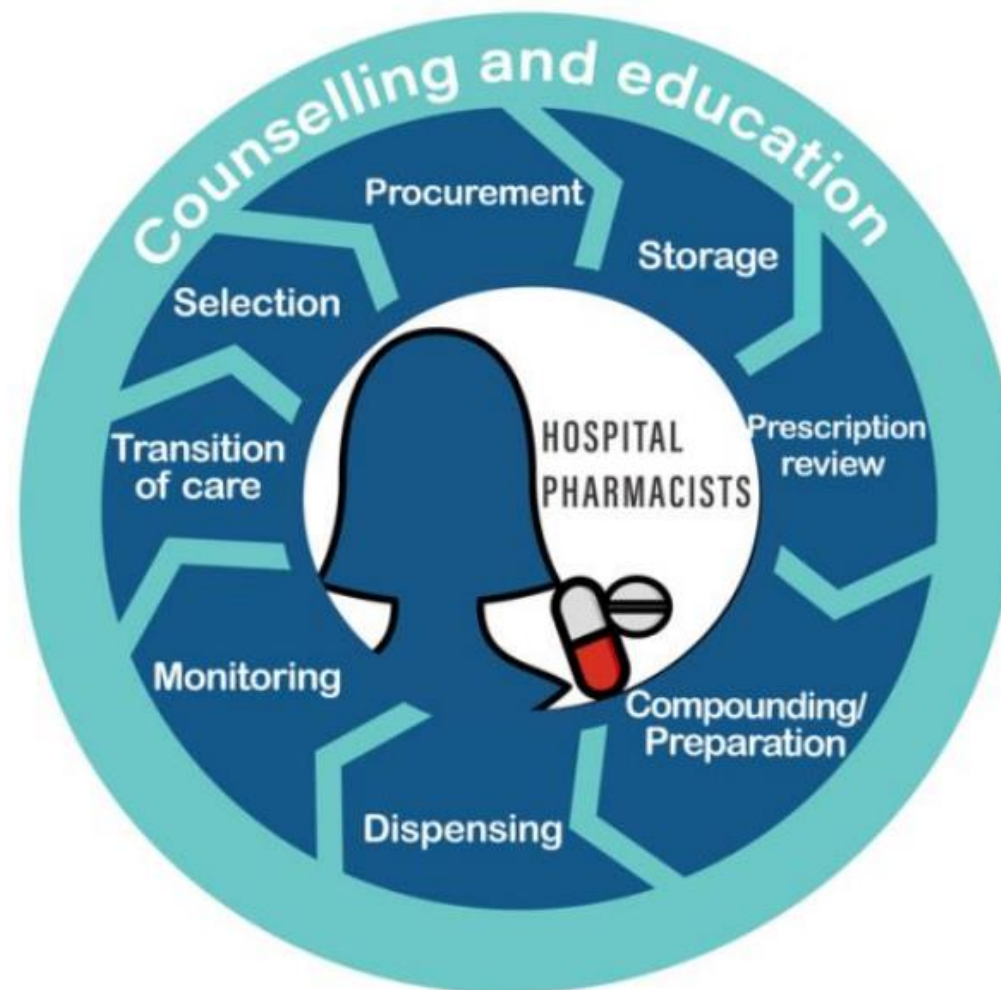 Counselling and education
Procurement
Storage
Prescription
review
Compounding/
Preparation
Dispensing
Monitoring
Transition
of care
Selection
HOSPITAL
PHARMACISTS